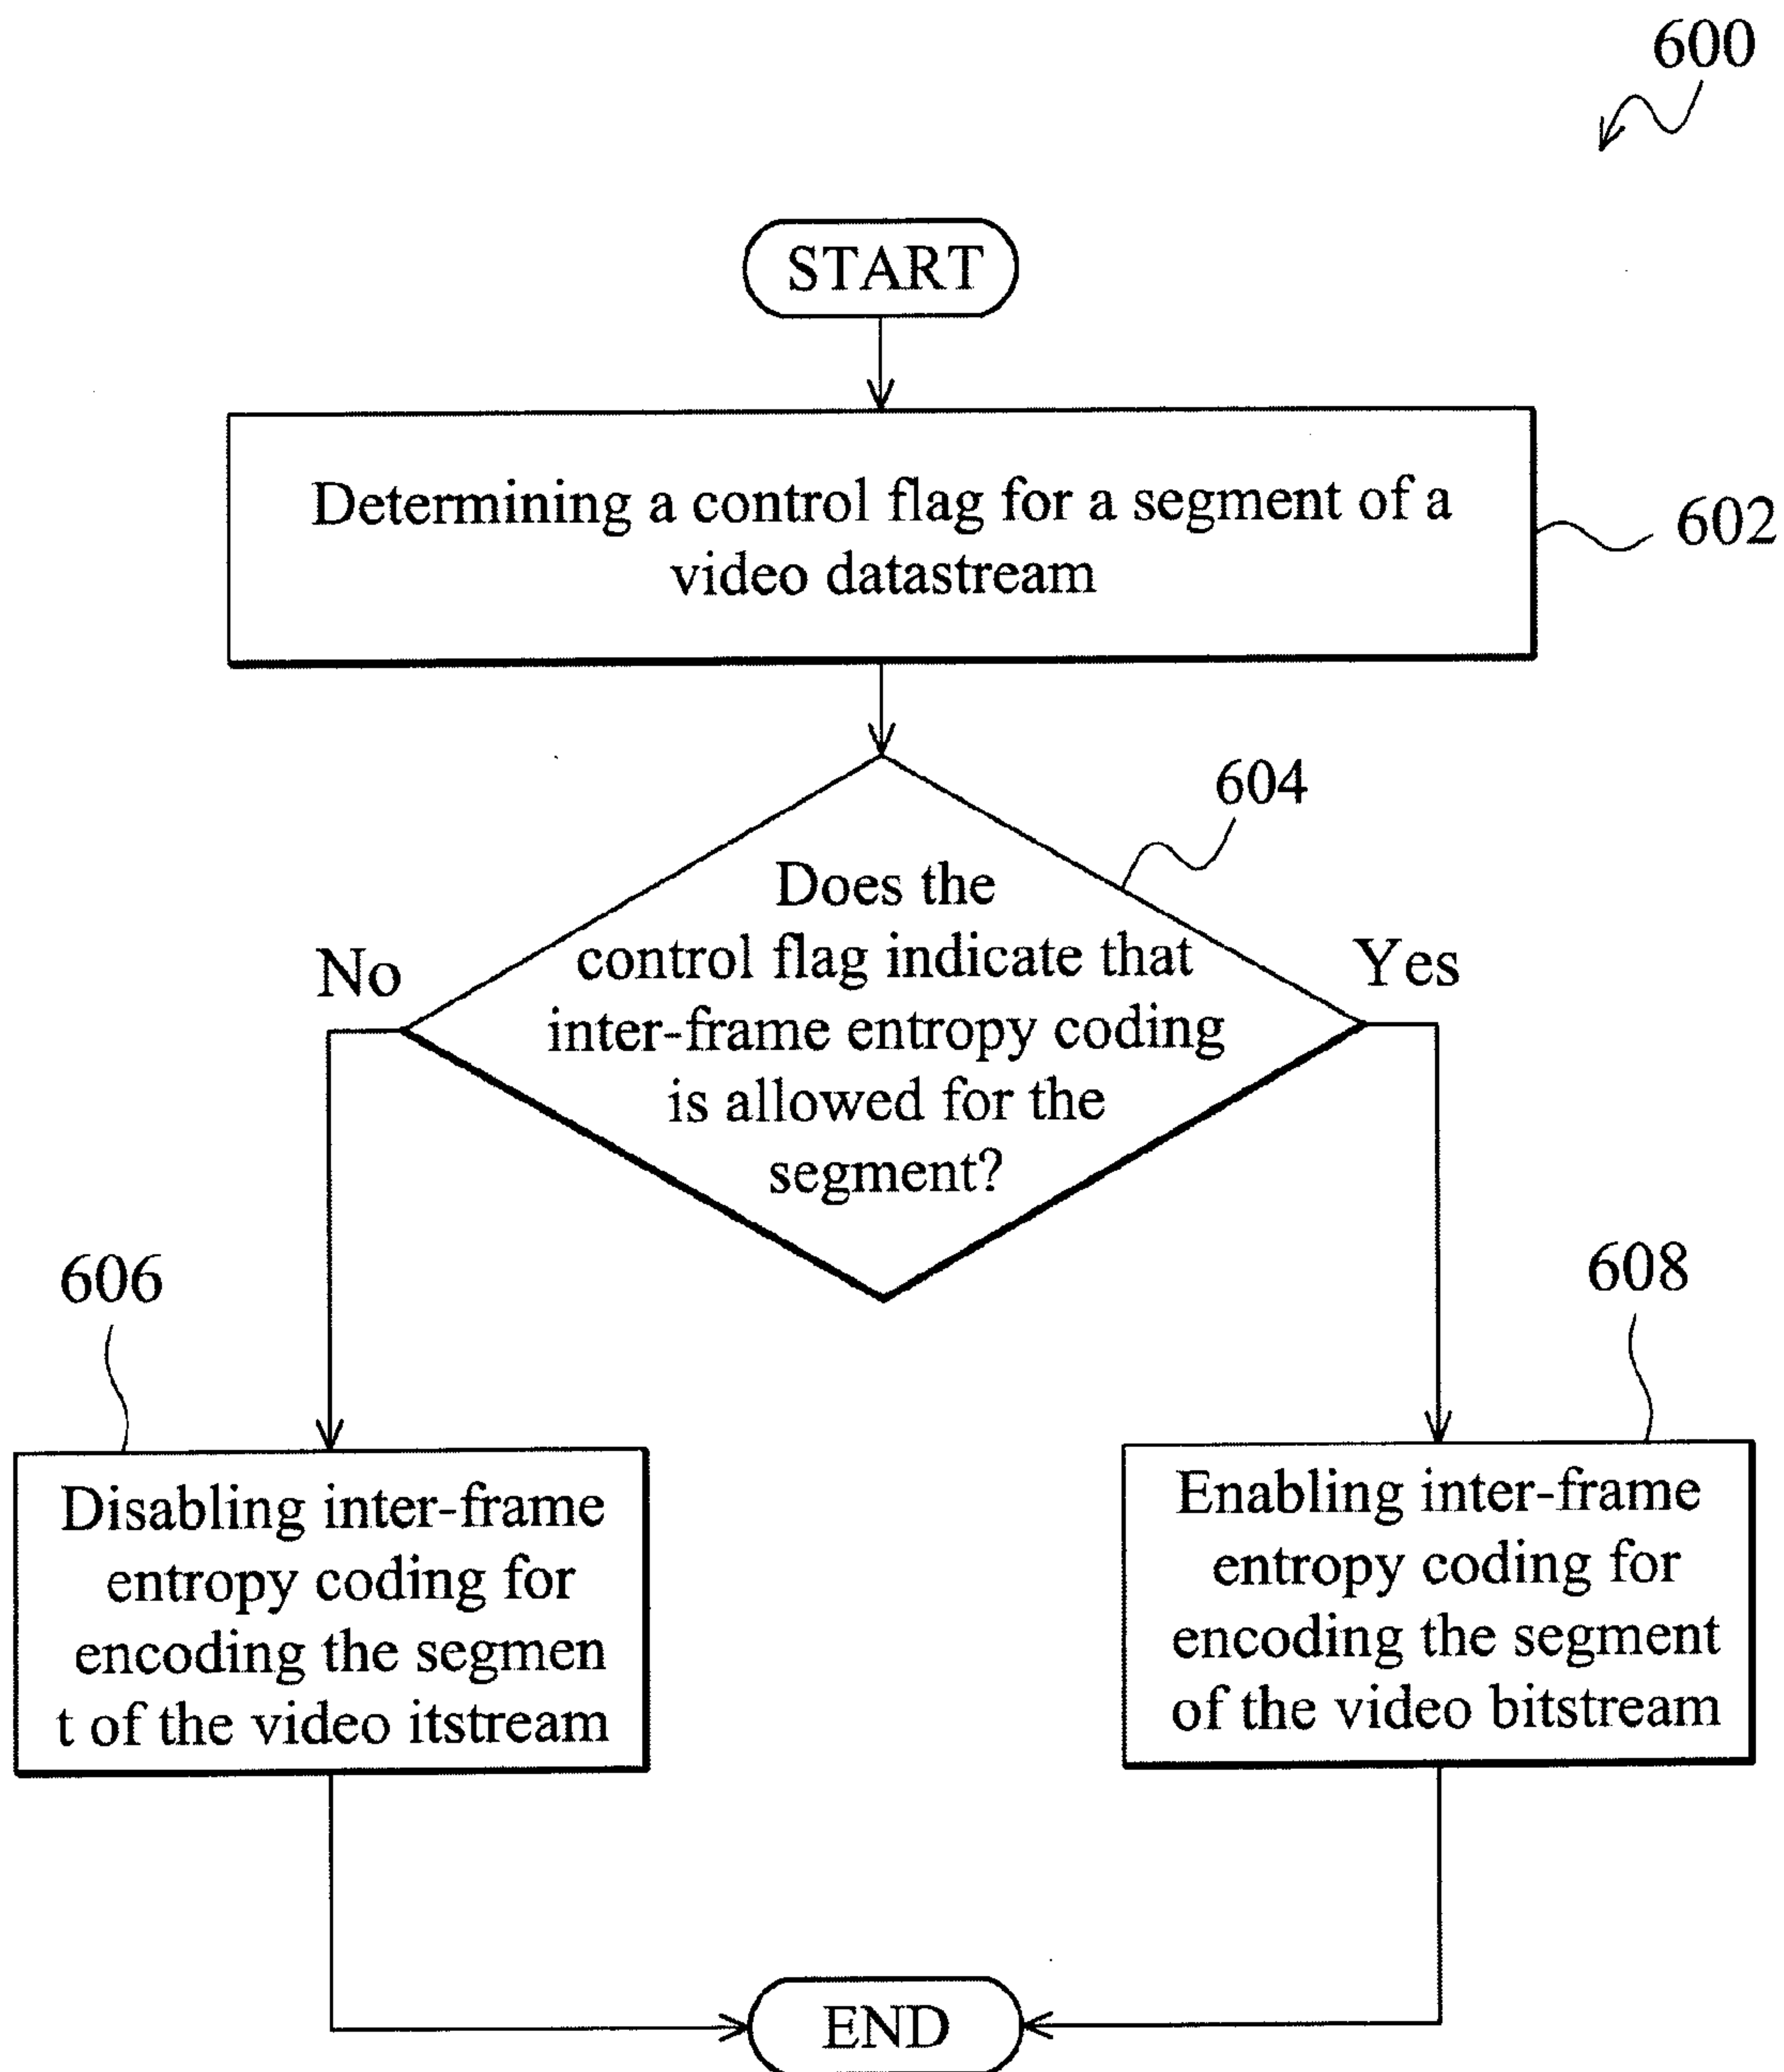 600
START
Determining a control flag for a segment of a
video datastream
602
604
Does the
control flag indicate that
inter-frame entropy coding
is allowed for the
segment?
No
Yes
606
608
Disabling inter-frame
entropy coding for
encoding the segmen
t of the video itstream
Enabling inter-frame
entropy coding for
encoding the segment
of the video bitstream
END